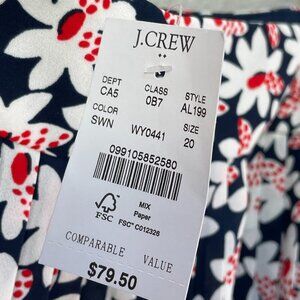 J.CREW
DEPT CLASS STYLE
CA5 0B7 AL199
COLOR SIZE
SWN WY0441 20
099105852580
FSC
MIX
Paper
FSC™ C012326
COMPARABLE VALUE
$79.50